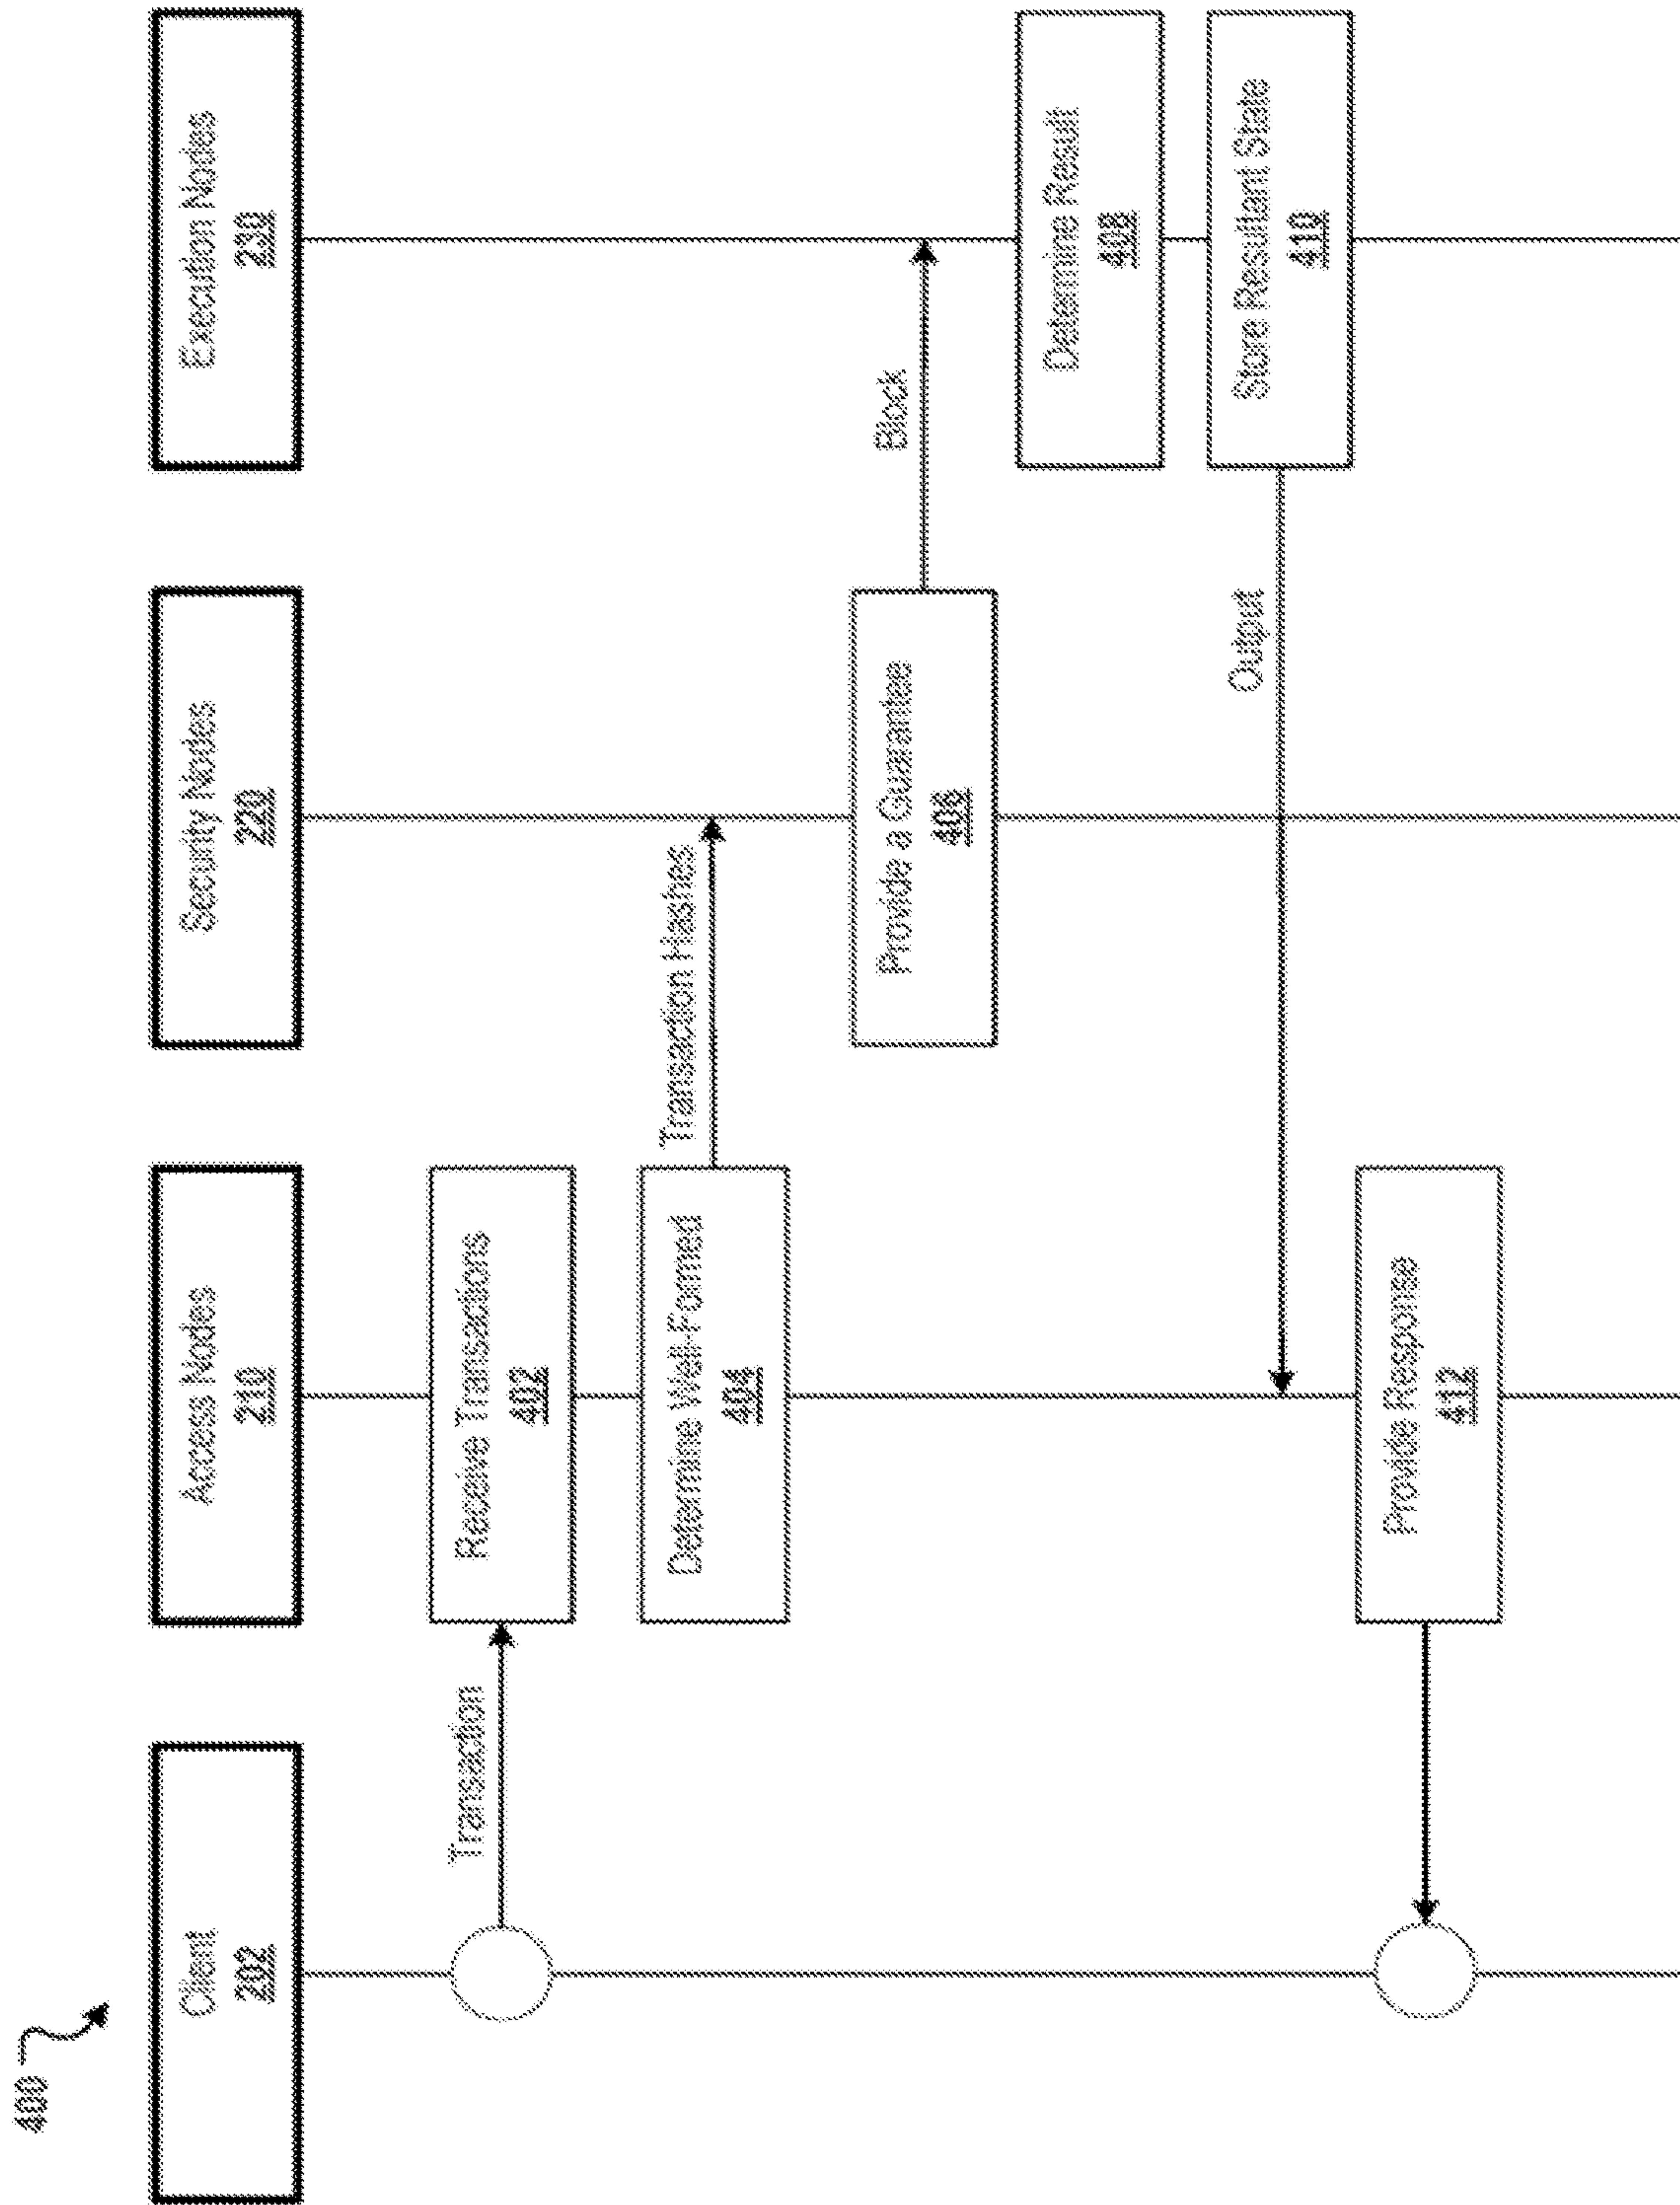 400
Client
202
Access Nodes
210
Security Nodes
220
Execution Nodes
230
Transaction
Receive Transactions
402
Determine Well-Formed
404
Transaction Hashes
Provide a Guarantee
406
Block
Determine Result
408
Store Resultant State
410
Output
Provide Response
412